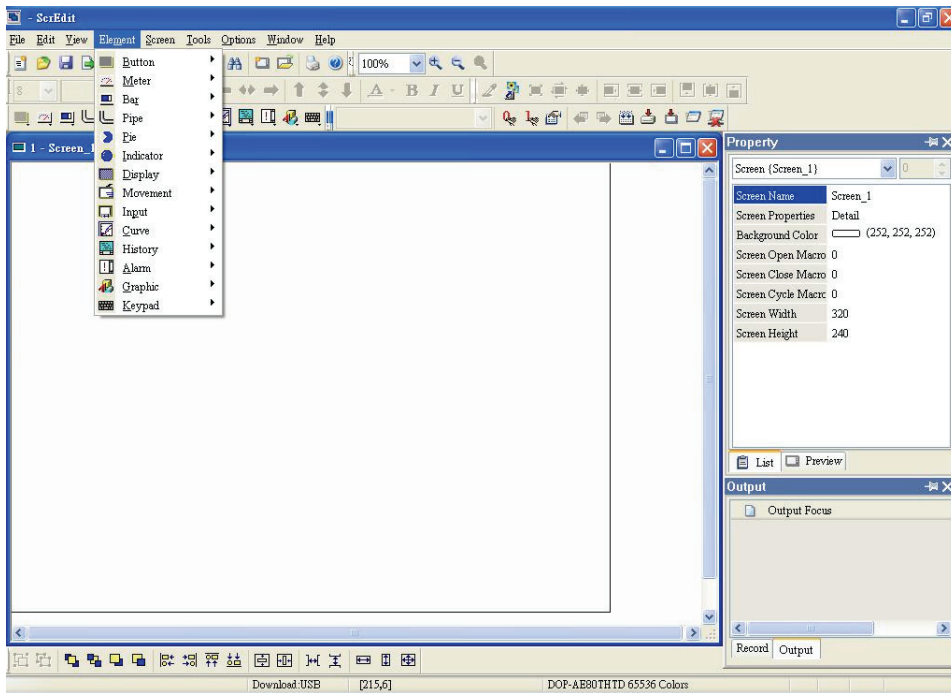 - ScrEdit
File Edit View Element Screen Tools Options Window Help
100%
8
A B I U
Button
Meter
Bar
Pipe
Pie
Indicator
Display
Movement
Input
Curve
History
Alarm
Graphic
Keypad
1 - Screen_1
Property
Screen {Screen_1} 0
Screen Name Screen_1
Screen Properties Detail
Background Color (252, 252, 252)
Screen Open Macro 0
Screen Close Macro 0
Screen Cycle Macrc 0
Screen Width 320
Screen Height 240
List Preview
Output
Output Focus
Record Output
Download:USB [215,6] DOP-AE80THTD 65536 Colors